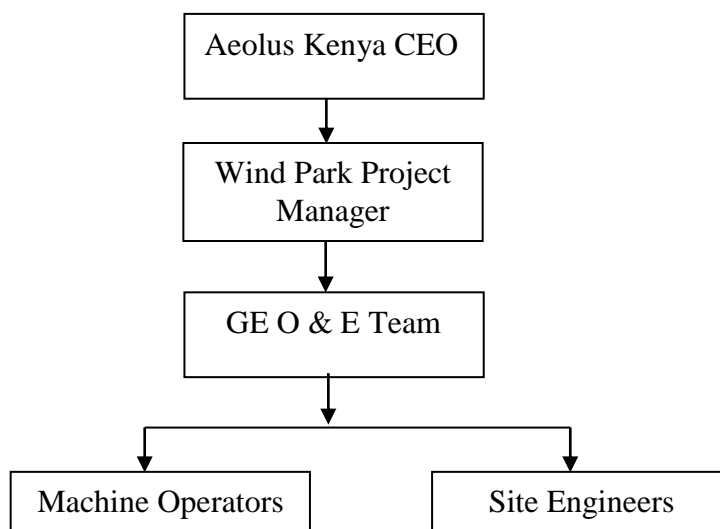 Aeolus Kenya CEO
Wind Park Project
Manager
GE O & E Team
Machine Operators
Site Engineers